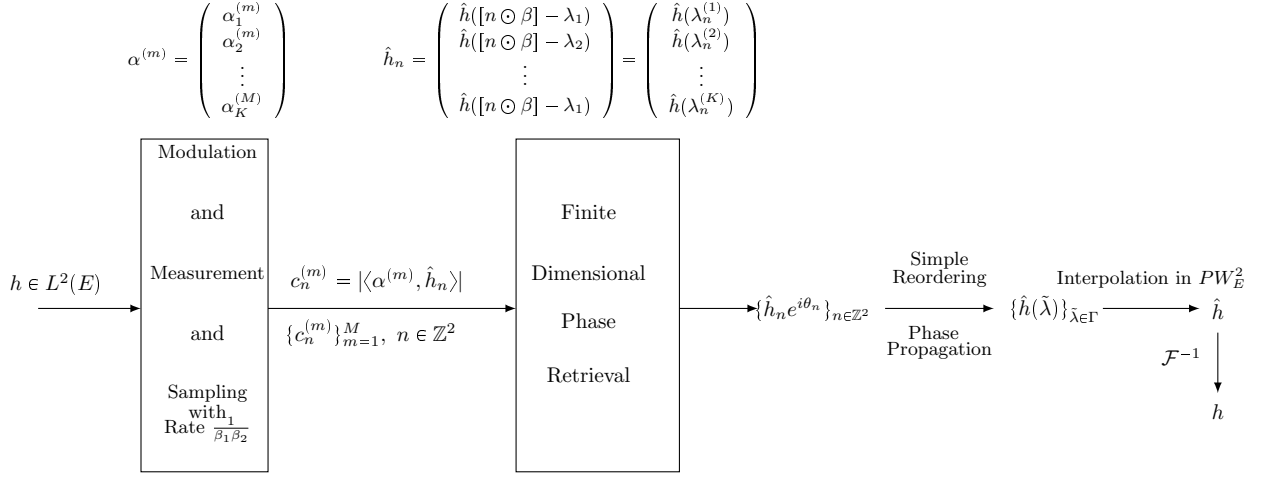 α^{(m)} = ( α_1^{(m)} α_2^{(m)} ⋮ α_K^{(M)} )
ĥ_n = ( ĥ([n ⊙ β] − λ_1) ĥ([n ⊙ β] − λ_2) ⋮ ĥ([n ⊙ β] − λ_1) ) = ( ĥ(λ_n^{(1)}) ĥ(λ_n^{(2)}) ⋮ ĥ(λ_n^{(K)}) )
h ∈ L^2(E)
Modulation
and
Measurement
and
Sampling
with
Rate 1/(β_1β_2)
c_n^{(m)} = |⟨α^{(m)}, ĥ_n⟩|
{c_n^{(m)}}_{m=1}^M, n ∈ ℤ^2
Finite
Dimensional
Phase
Retrieval
{ĥ_n e^{iθ_n}}_{n∈ℤ^2}
Simple
Reordering
Phase
Propagation
{ĥ(λ̃)}_{λ̃∈Γ}
Interpolation in PW_E^2
ĥ
ℱ^{−1}
h